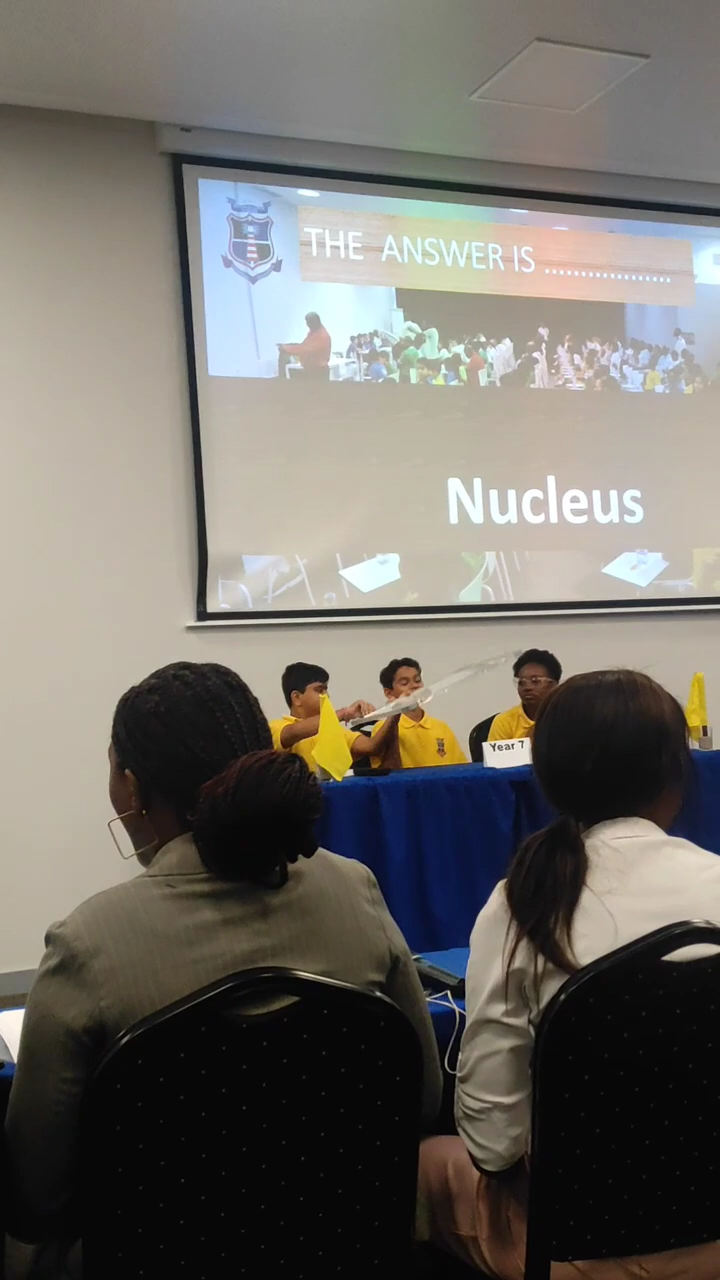 THE ANSWER IS .................
Nucleus
Year 7